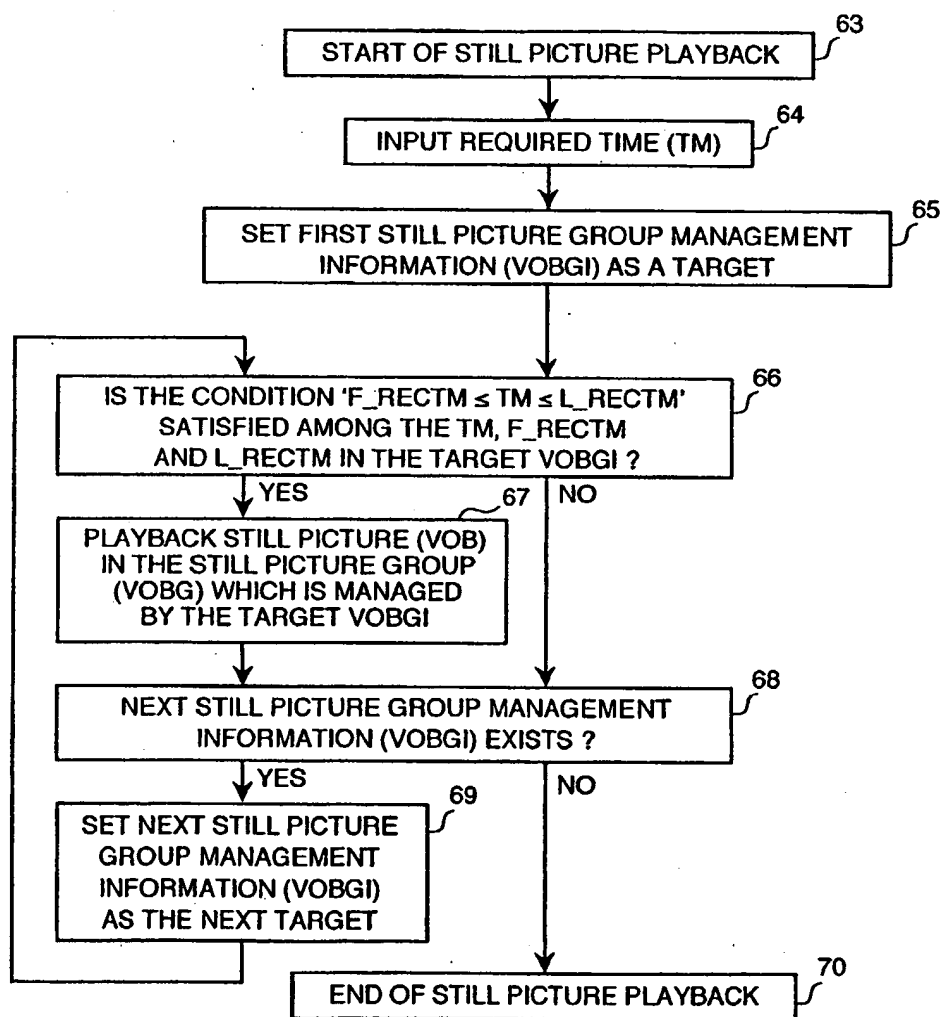 63
START OF STILL PICTURE PLAYBACK
64
INPUT REQUIRED TIME (TM)
65
SET FIRST STILL PICTURE GROUP MANAGEMENT
INFORMATION (VOBGI) AS A TARGET
66
IS THE CONDITION 'F_RECTM ≤ TM ≤ L_RECTM'
SATISFIED AMONG THE TM, F_RECTM
AND L_RECTM IN THE TARGET VOBGI ?
YES
NO
67
PLAYBACK STILL PICTURE (VOB)
IN THE STILL PICTURE GROUP
(VOBG) WHICH IS MANAGED
BY THE TARGET VOBGI
68
NEXT STILL PICTURE GROUP MANAGEMENT
INFORMATION (VOBGI) EXISTS ?
YES
NO
69
SET NEXT STILL PICTURE
GROUP MANAGEMENT
INFORMATION (VOBGI)
AS THE NEXT TARGET
70
END OF STILL PICTURE PLAYBACK